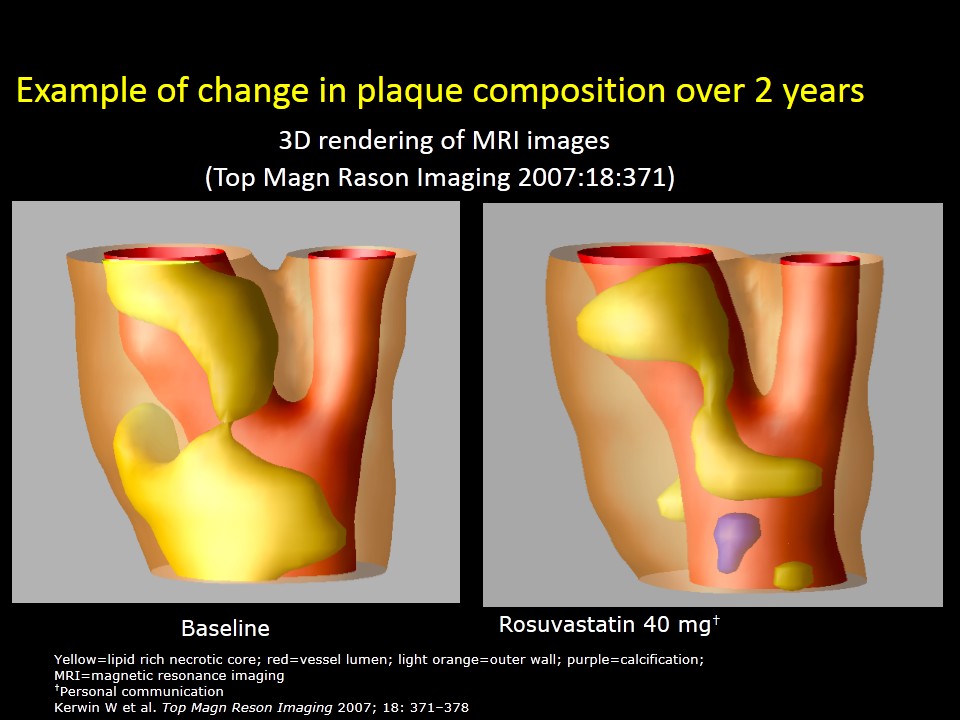 Example of change in plaque composition over 2 years
3D rendering of MRI images
(Top Magn Rason Imaging 2007:18:371)
Baseline
Rosuvastatin 40 mg†
Yellow=lipid rich necrotic core; red=vessel lumen; light orange=outer wall; purple=calcification;
MRI=magnetic resonance imaging
†Personal communication
Kerwin W et al. Top Magn Reson Imaging 2007; 18: 371–378